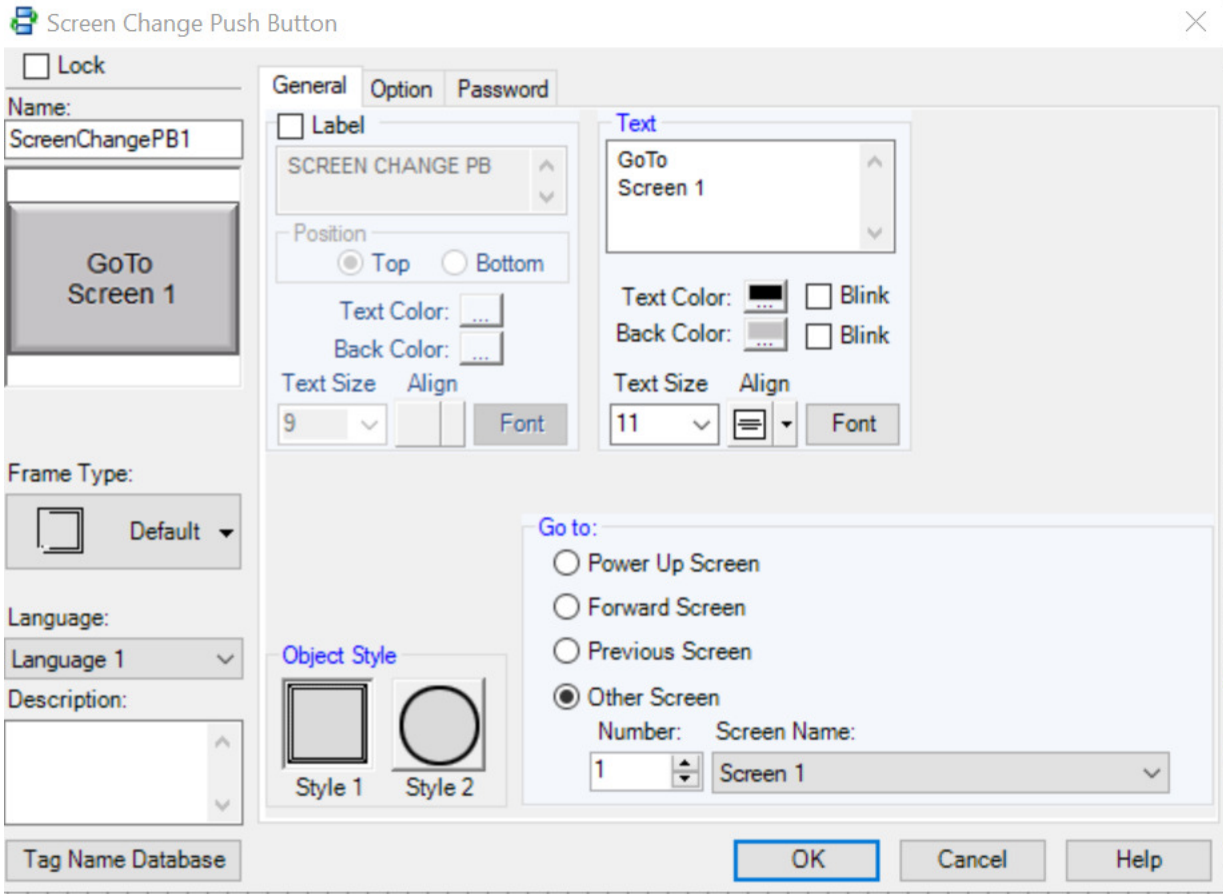 Screen Change Push Button
Lock
Name:
ScreenChangePB1
GoTo
Screen 1
Frame Type:
Default
Language:
Language 1
Description:
Tag Name Database
General Option Password
Label
SCREEN CHANGE PB
Position
Top Bottom
Text Color: ...
Back Color: ...
Text Size Align
9 Font
Text
GoTo
Screen 1
Text Color: ... Blink
Back Color: ... Blink
Text Size Align
11 Font
Object Style
Style 1 Style 2
Go to:
Power Up Screen
Forward Screen
Previous Screen
Other Screen
Number: Screen Name:
1 Screen 1
OK Cancel Help